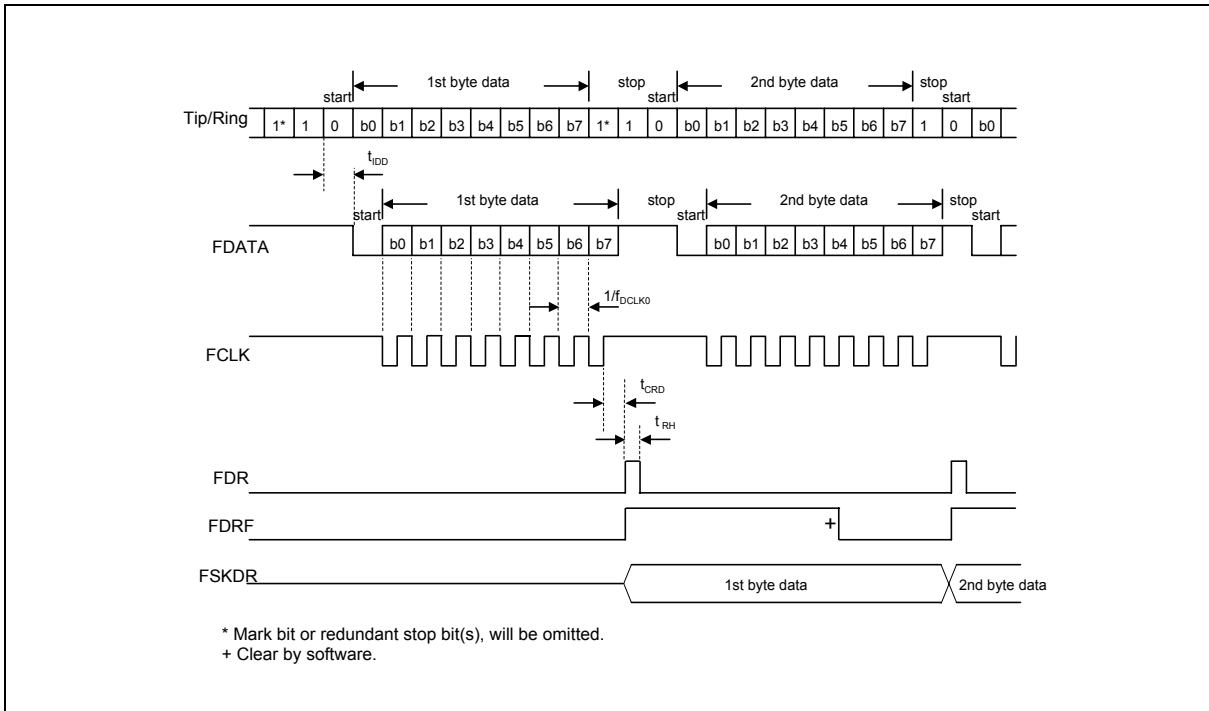 1st byte data stop 2nd byte data stop
start start start
Tip/Ring 1* 1 0 b0 b1 b2 b3 b4 b5 b6 b7 1* 1 0 b0 b1 b2 b3 b4 b5 b6 b7 1 0 b0
tIDD
1st byte data stop 2nd byte data stop
start start start
FDATA b0 b1 b2 b3 b4 b5 b6 b7 b0 b1 b2 b3 b4 b5 b6 b7
1/fDCLK0
FCLK
tCRD
tRH
FDR
FDRF +
FSKDR 1st byte data 2nd byte data
* Mark bit or redundant stop bit(s), will be omitted.
+ Clear by software.